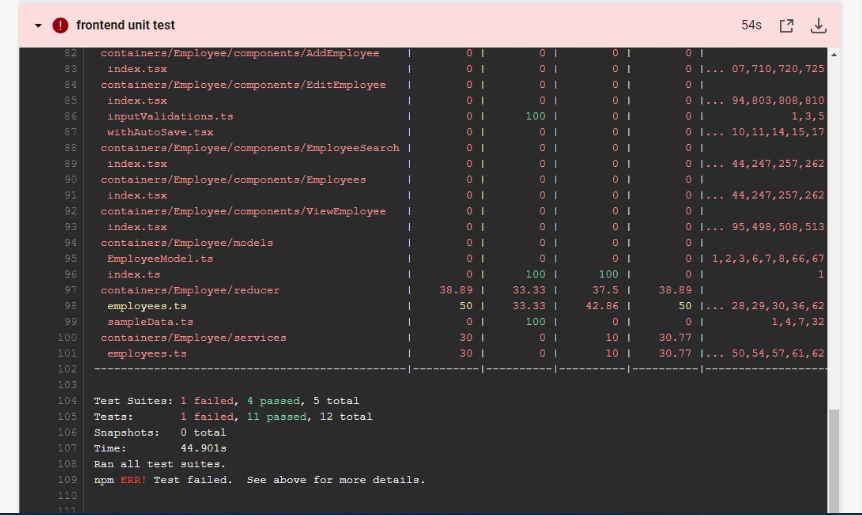 frontend unit test 54s
82 containers/Employee/components/AddEmployee | 0 | 0 | 0 | 0 |
83 index.tsx | 0 | 0 | 0 | 0 |... 07,710,720,725
84 containers/Employee/components/EditEmployee | 0 | 0 | 0 | 0 |
85 index.tsx | 0 | 0 | 0 | 0 |... 94,803,808,810
86 inputValidations.ts | 0 | 100 | 0 | 0 | 1,3,5
87 withAutoSave.tsx | 0 | 0 | 0 | 0 |... 10,11,14,15,17
88 containers/Employee/components/EmployeeSearch | 0 | 0 | 0 | 0 |
89 index.tsx | 0 | 0 | 0 | 0 |... 44,247,257,262
90 containers/Employee/components/Employees | 0 | 0 | 0 | 0 |
91 index.tsx | 0 | 0 | 0 | 0 |... 44,247,257,262
92 containers/Employee/components/ViewEmployee | 0 | 0 | 0 | 0 |
93 index.tsx | 0 | 0 | 0 | 0 |... 95,498,508,513
94 containers/Employee/models | 0 | 0 | 0 | 0 |
95 EmployeeModel.ts | 0 | 0 | 0 | 0 | 1,2,3,6,7,8,66,67
96 index.ts | 0 | 100 | 100 | 0 | 1
97 containers/Employee/reducer | 38.89 | 33.33 | 37.5 | 38.89 |
98 employees.ts | 50 | 33.33 | 42.86 | 50 |... 28,29,30,36,62
99 sampleData.ts | 0 | 100 | 0 | 0 | 1,4,7,32
100 containers/Employee/services | 30 | 0 | 10 | 30.77 |
101 employees.ts | 30 | 0 | 10 | 30.77 |... 50,54,57,61,62
102 -----------------------------------------------|----------|----------|----------|----------|-------------------
103
104 Test Suites: 1 failed, 4 passed, 5 total
105 Tests: 1 failed, 11 passed, 12 total
106 Snapshots: 0 total
107 Time: 44.901s
108 Ran all test suites.
109 npm ERR! Test failed. See above for more details.
110
111